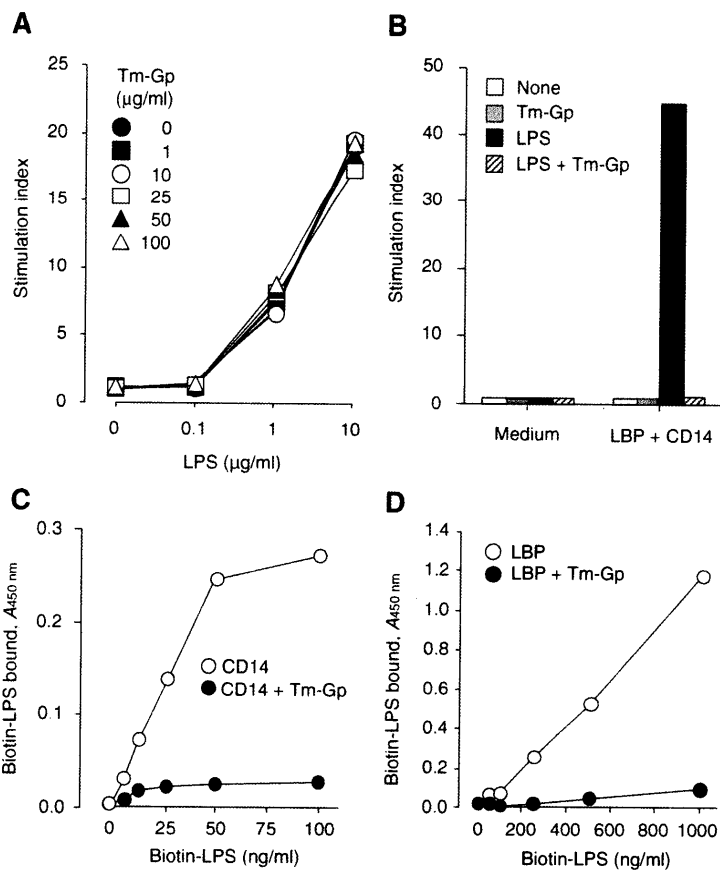 A
Tm-Gp
(µg/ml)
0
1
10
25
50
100
25
20
15
10
5
0
Stimulation index
0
0.1
1
10
LPS (µg/ml)
B
None
Tm-Gp
LPS
LPS + Tm-Gp
50
40
30
20
10
0
Stimulation index
Medium
LBP + CD14
C
0.3
0.2
0.1
0.0
Biotin-LPS bound, A450 nm
CD14
CD14 + Tm-Gp
0
25
50
75
100
Biotin-LPS (ng/ml)
D
LBP
LBP + Tm-Gp
1.4
1.2
1.0
0.8
0.6
0.4
0.2
0.0
Biotin-LPS bound, A450 nm
0
200
400
600
800
1000
Biotin-LPS (ng/ml)